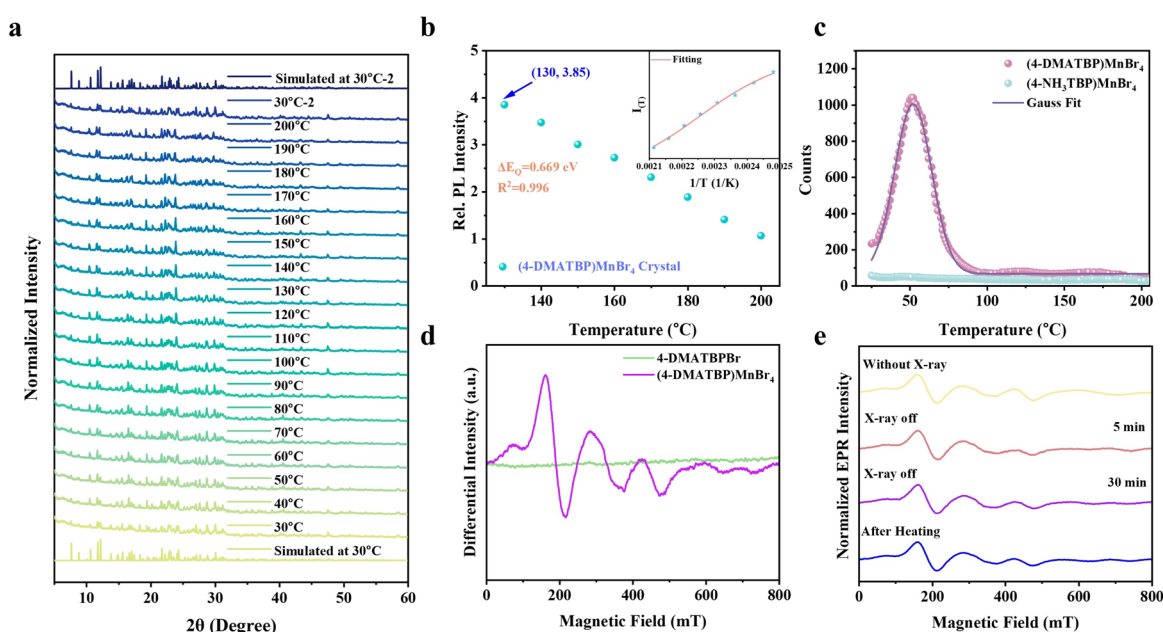 a
Simulated at 30°C-2
30°C-2
200°C
190°C
180°C
170°C
160°C
150°C
140°C
130°C
120°C
110°C
100°C
90°C
80°C
70°C
60°C
50°C
40°C
30°C
Simulated at 30°C
Normalized Intensity
10 20 30 40 50 60
2θ (Degree)
b
5
4
3
2
1
0
Rel. PL Intensity
(130, 3.85)
ΔE_Q=0.669 eV
R²=0.996
Fitting
I_(T)
0.0021 0.0022 0.0023 0.0024 0.0025
1/T (1/K)
(4-DMATBP)MnBr₄ Crystal
140 160 180 200
Temperature (°C)
c
1200
1000
800
600
400
200
0
Counts
(4-DMATBP)MnBr₄
(4-NH₃TBP)MnBr₄
Gauss Fit
50 100 150 200
Temperature (°C)
d
Differential Intensity (a.u.)
4-DMATBPBr
(4-DMATBP)MnBr₄
0 200 400 600 800
Magnetic Field (mT)
e
Normalized EPR Intensity
Without X-ray
X-ray off
5 min
X-ray off
30 min
After Heating
0 200 400 600 800
Magnetic Field (mT)